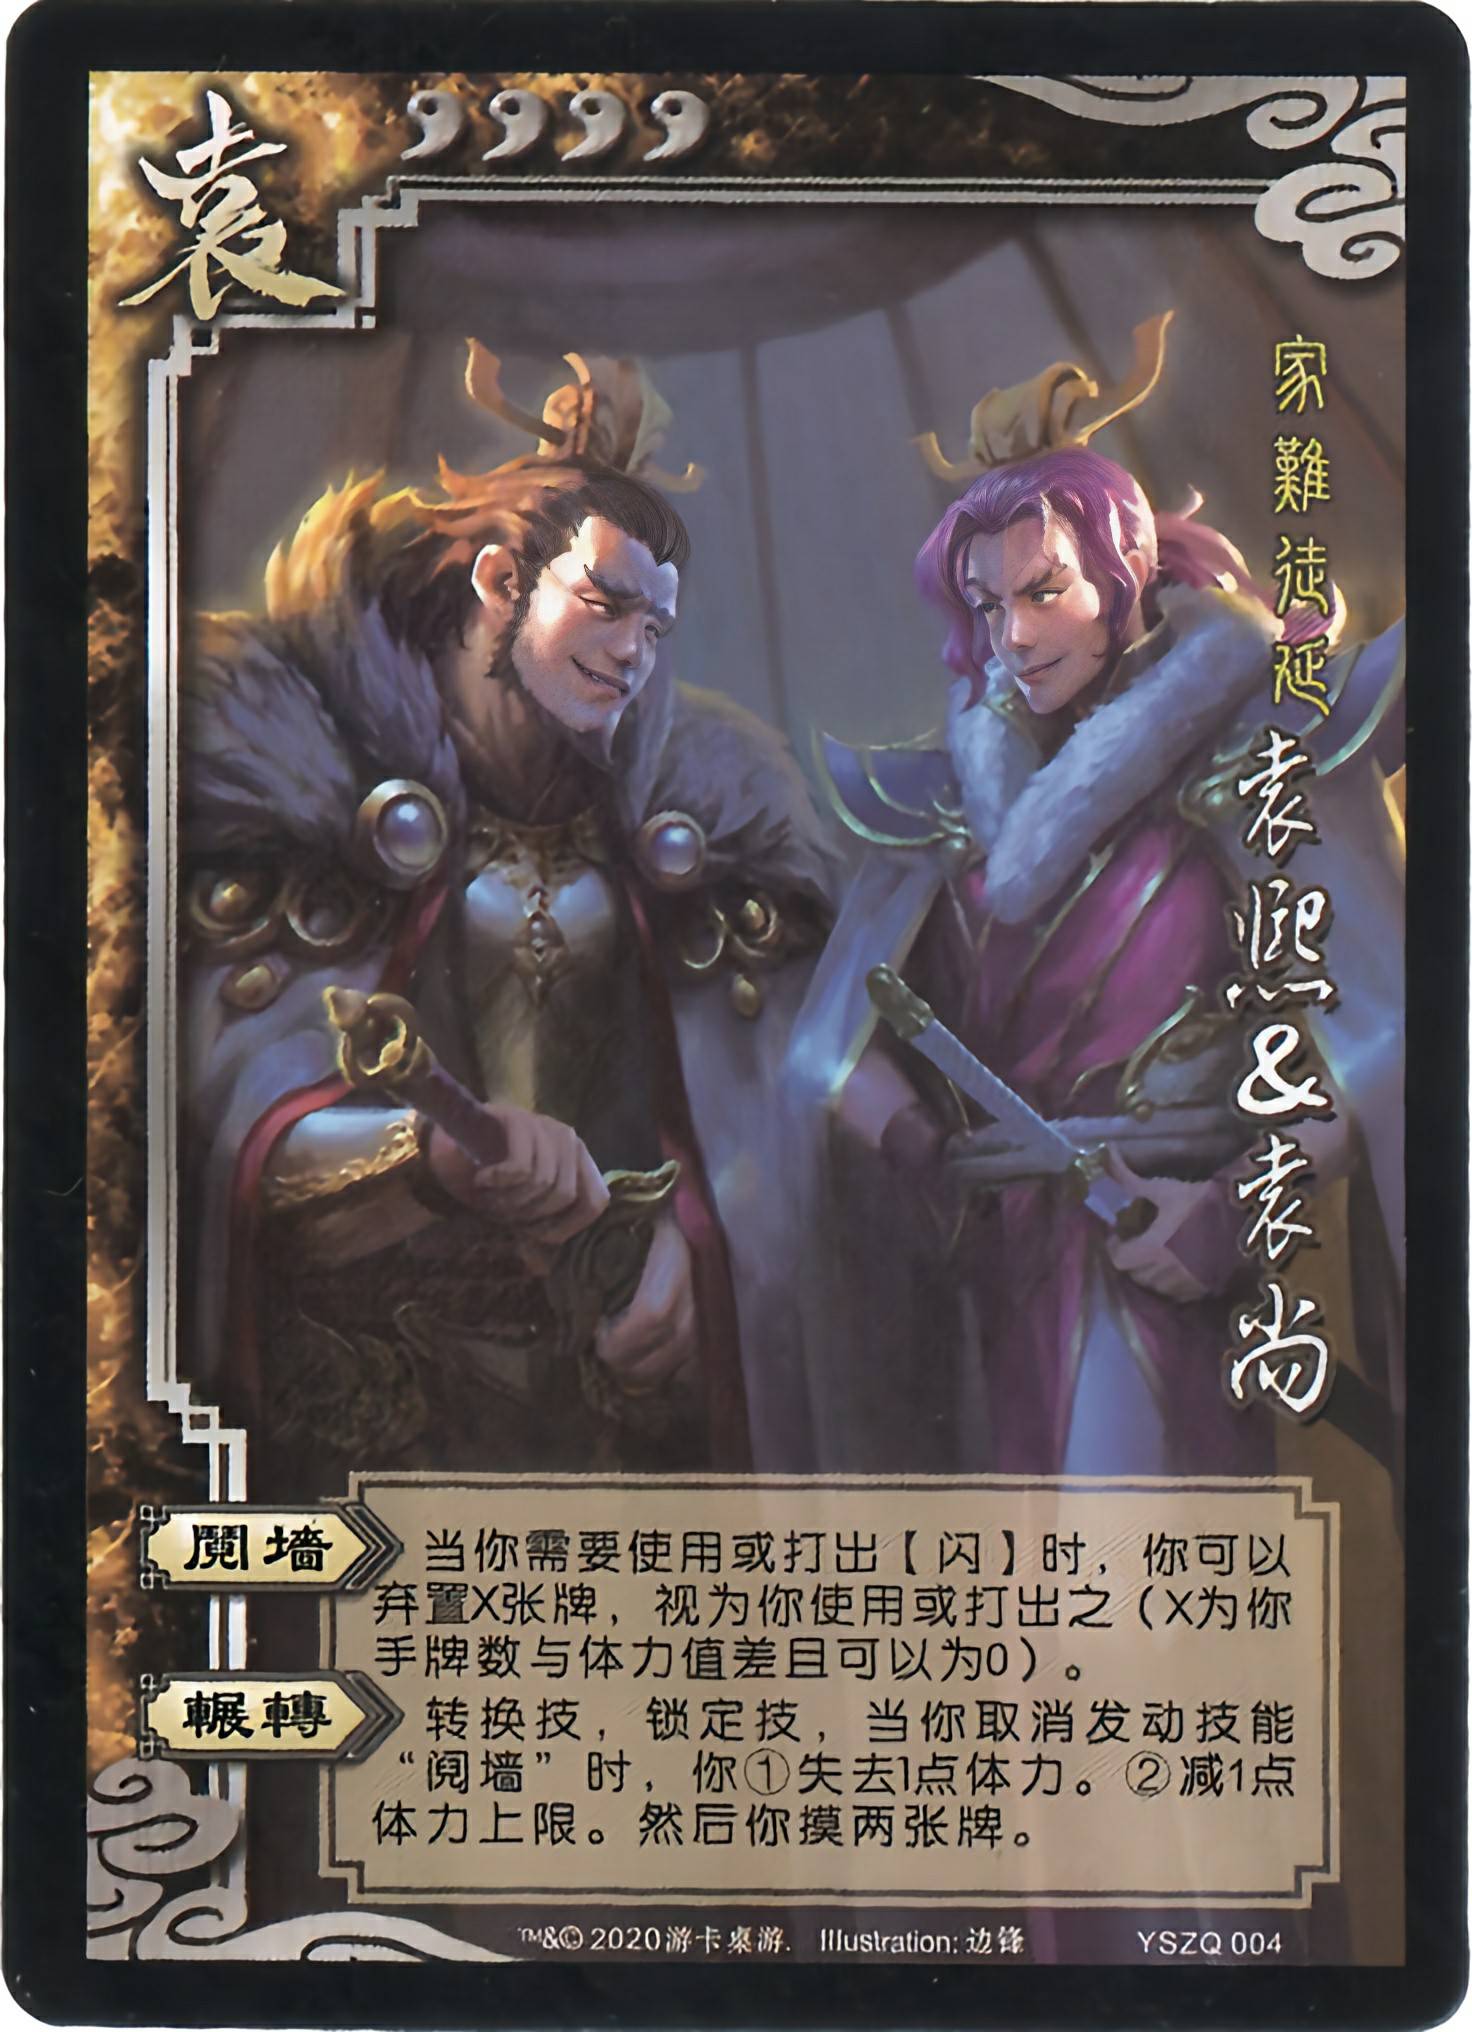 袁
家難徒延
袁熙&袁尚
鬩墻
当你需要使用或打出【闪】时，你可以
弃置X张牌，视为你使用或打出之（X为你
手牌数与体力值差且可以为0）。
輾轉
转换技，锁定技，当你取消发动技能
“阋墙”时，你①失去1点体力。②减1点
体力上限。然后你摸两张牌。
™&© 2020游卡桌游. Illustration: 边锋 YSZQ 004